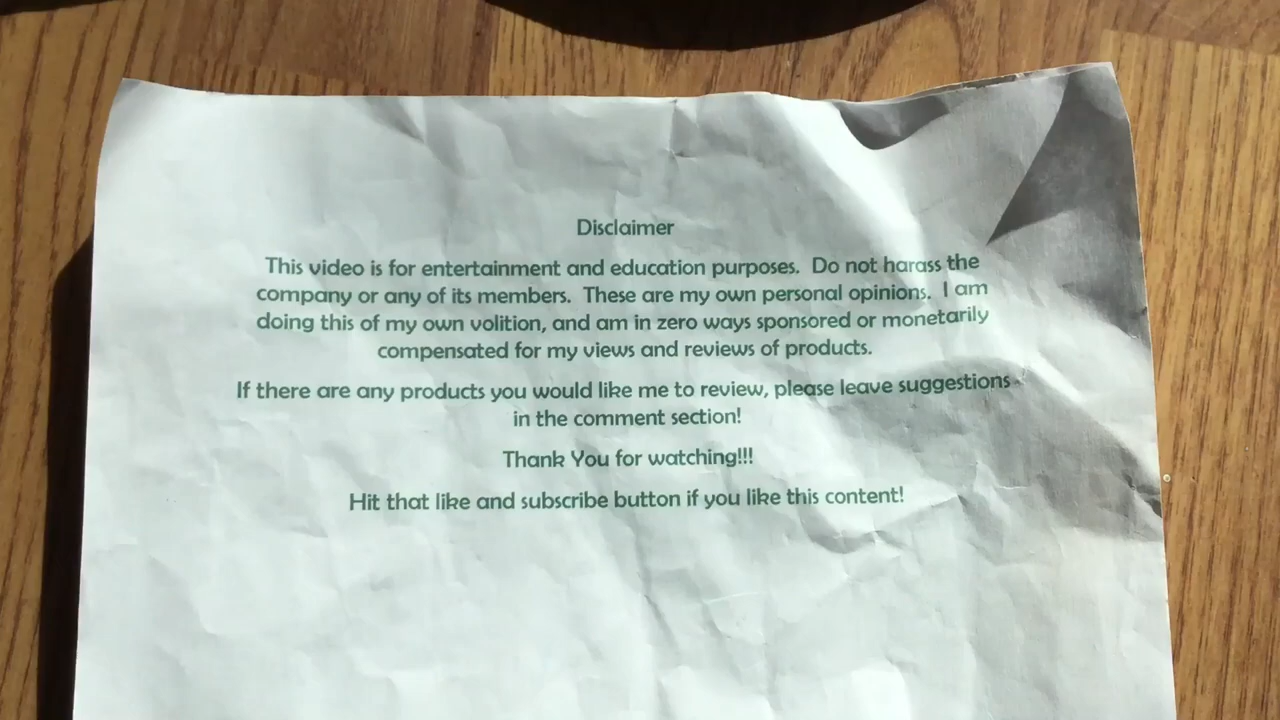 Disclaimer
This video is for entertainment and education purposes.  Do not harass the
company or any of its members.  These are my own personal opinions.  I am
doing this of my own volition, and am in zero ways sponsored or monetarily
compensated for my views and reviews of products.
If there are any products you would like me to review, please leave suggestions
in the comment section!
Thank You for watching!!!
Hit that like and subscribe button if you like this content!